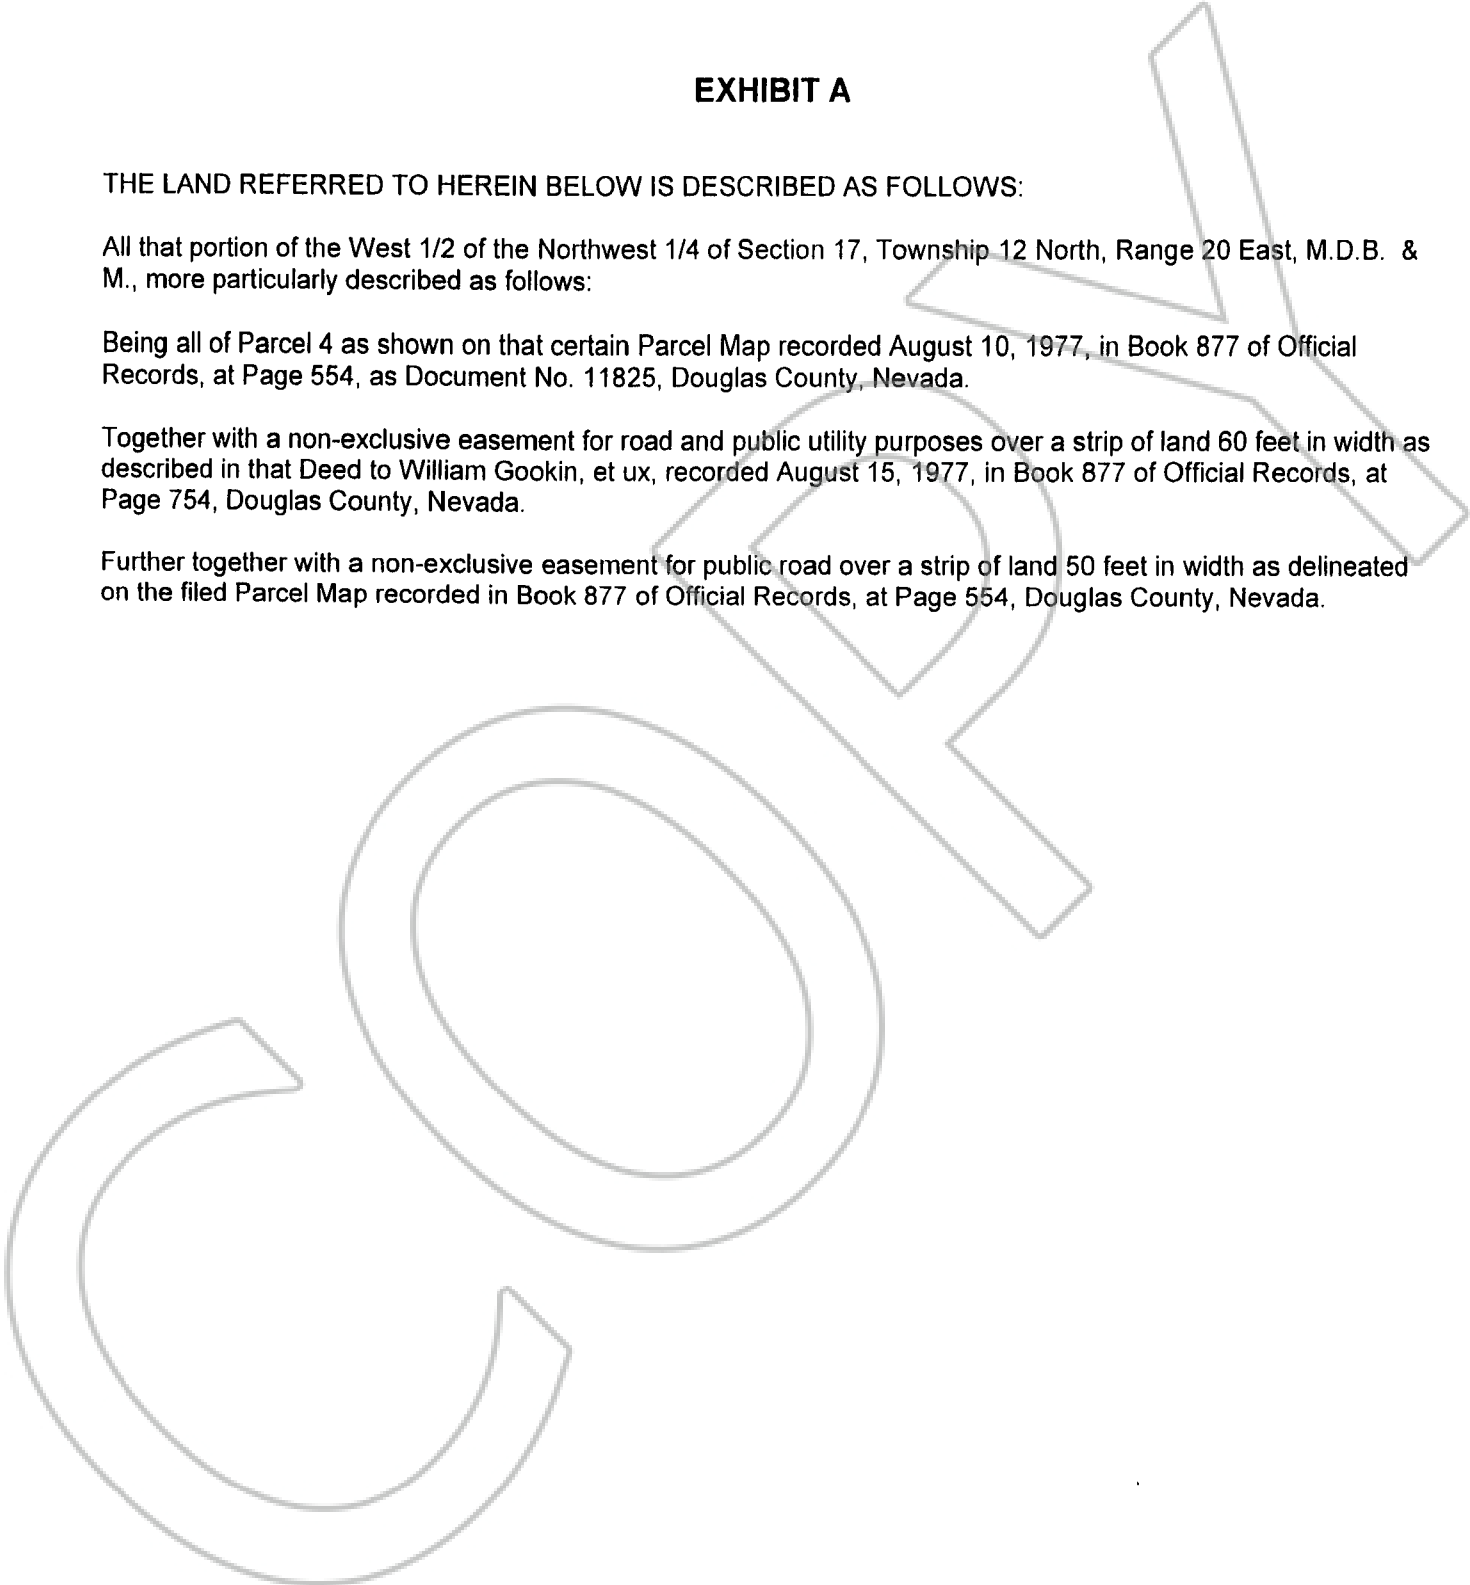 EXHIBIT A
THE LAND REFERRED TO HEREIN BELOW IS DESCRIBED AS FOLLOWS:
All that portion of the West 1/2 of the Northwest 1/4 of Section 17, Township 12 North, Range 20 East, M.D.B. &
M., more particularly described as follows:
Being all of Parcel 4 as shown on that certain Parcel Map recorded August 10, 1977, in Book 877 of Official
Records, at Page 554, as Document No. 11825, Douglas County, Nevada.
Together with a non-exclusive easement for road and public utility purposes over a strip of land 60 feet in width as
described in that Deed to William Gookin, et ux, recorded August 15, 1977, in Book 877 of Official Records, at
Page 754, Douglas County, Nevada.
Further together with a non-exclusive easement for public road over a strip of land 50 feet in width as delineated
on the filed Parcel Map recorded in Book 877 of Official Records, at Page 554, Douglas County, Nevada.
COPY